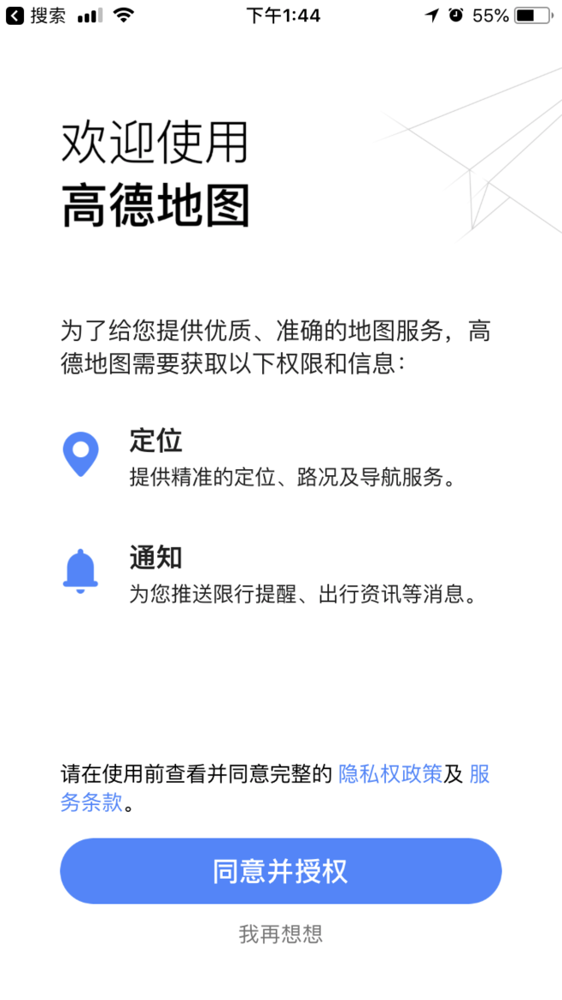 搜索 下午1:44 55%
欢迎使用
高德地图
为了给您提供优质、准确的地图服务，高
德地图需要获取以下权限和信息：
定位
提供精准的定位、路况及导航服务。
通知
为您推送限行提醒、出行资讯等消息。
请在使用前查看并同意完整的 隐私权政策及 服
务条款。
同意并授权
我再想想